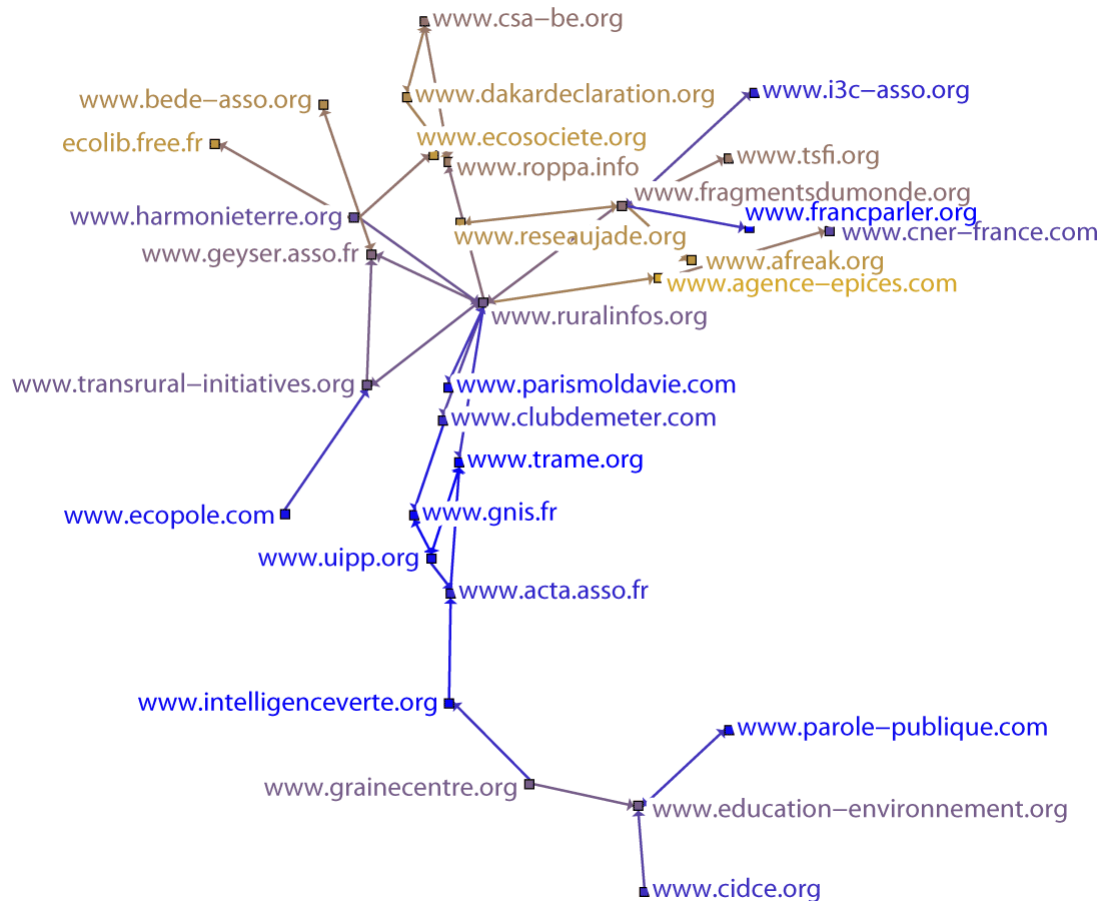 www.csa-be.org
www.bede-asso.org
www.dakardeclaration.org
www.i3c-asso.org
ecolib.free.fr
www.ecosociete.org
www.roppa.info
www.tsfi.org
www.fragmentsdumonde.org
www.harmonieterre.org
www.francparler.org
www.reseaujade.org
www.cner-france.com
www.geyser.asso.fr
www.afreak.org
www.agence-epices.com
www.ruralinfos.org
www.transrural-initiatives.org
www.parismoldavie.com
www.clubdemeter.com
www.trame.org
www.ecopole.com
www.gnis.fr
www.uipp.org
www.acta.asso.fr
www.intelligenceverte.org
www.parole-publique.com
www.grainecentre.org
www.education-environnement.org
www.cidce.org